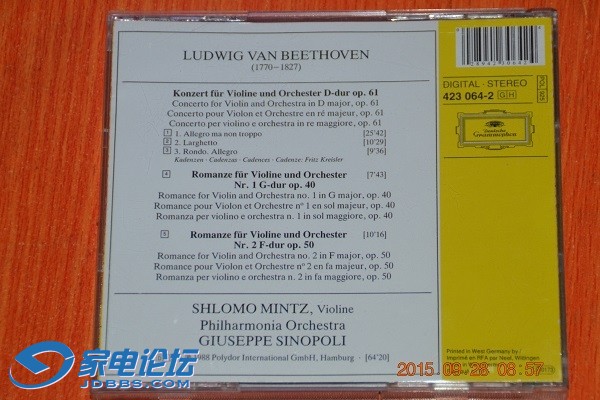 LUDWIG VAN BEETHOVEN
(1770–1827)
Konzert für Violine und Orchester D-dur op. 61
Concerto for Violin and Orchestra in D major, op. 61
Concerto pour Violon et Orchestre en ré majeur, op. 61
Concerto per violino e orchestra in re maggiore, op. 61
1 1. Allegro ma non troppo [25'42]
2 2. Larghetto [10'29]
3 3. Rondo. Allegro [9'36]
Kadenzen · Cadenzas · Cadences · Cadenze: Fritz Kreisler
4 Romanze für Violine und Orchester [7'43]
Nr. 1 G-dur op. 40
Romance for Violin and Orchestra no. 1 in G major, op. 40
Romance pour Violon et Orchestre nº 1 en sol majeur, op. 40
Romanza per violino e orchestra n. 1 in sol maggiore, op. 40
5 Romanze für Violine und Orchester [10'16]
Nr. 2 F-dur op. 50
Romance for Violin and Orchestra no. 2 in F major, op. 50
Romance pour Violon et Orchestre nº 2 en fa majeur, op. 50
Romanza per violino e orchestra n. 2 in fa maggiore, op. 50
SHLOMO MINTZ, Violine
Philharmonia Orchestra
GIUSEPPE SINOPOLI
1988 Polydor International GmbH, Hamburg · [64'20]
DIGITAL · STEREO
423 064-2 GH
Deutsche
Grammophon
Printed in West Germany by /
Imprimé en RFA par Neef, Wittingen
家电论坛
JDBBS.COM
2015.09.28 08:57